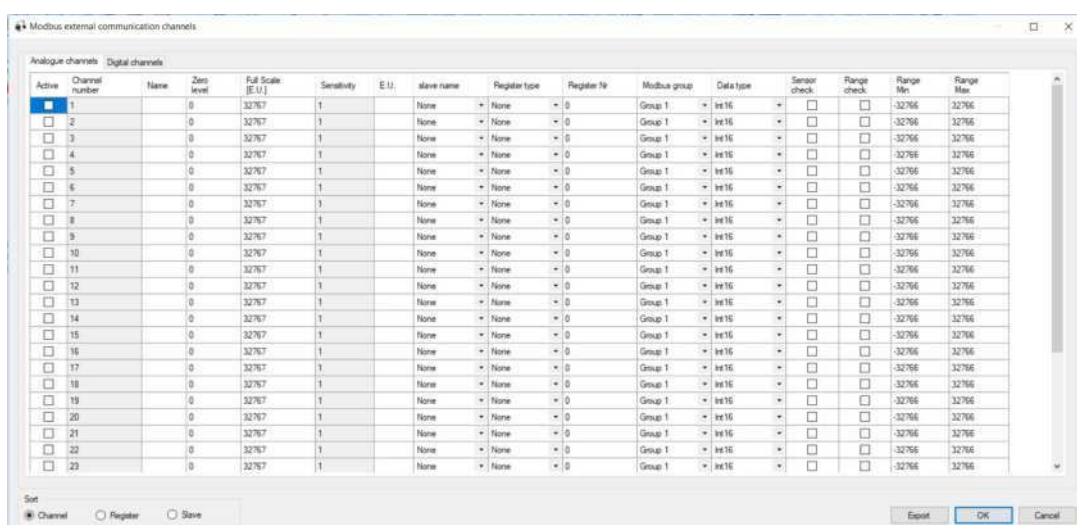 Modbus external communication channels
Analogue channels Digital channels
Active Channel number Name Zero level Full Scale [E.U.] Sensitivity E.U. slave name Register type Register Nr Modbus group Data type Sensor check Range check Range Min Range Max
1 0 32767 1 None None 0 Group 1 Int16 -32766 32766
2 0 32767 1 None None 0 Group 1 Int16 -32766 32766
3 0 32767 1 None None 0 Group 1 Int16 -32766 32766
4 0 32767 1 None None 0 Group 1 Int16 -32766 32766
5 0 32767 1 None None 0 Group 1 Int16 -32766 32766
6 0 32767 1 None None 0 Group 1 Int16 -32766 32766
7 0 32767 1 None None 0 Group 1 Int16 -32766 32766
8 0 32767 1 None None 0 Group 1 Int16 -32766 32766
9 0 32767 1 None None 0 Group 1 Int16 -32766 32766
10 0 32767 1 None None 0 Group 1 Int16 -32766 32766
11 0 32767 1 None None 0 Group 1 Int16 -32766 32766
12 0 32767 1 None None 0 Group 1 Int16 -32766 32766
13 0 32767 1 None None 0 Group 1 Int16 -32766 32766
14 0 32767 1 None None 0 Group 1 Int16 -32766 32766
15 0 32767 1 None None 0 Group 1 Int16 -32766 32766
16 0 32767 1 None None 0 Group 1 Int16 -32766 32766
17 0 32767 1 None None 0 Group 1 Int16 -32766 32766
18 0 32767 1 None None 0 Group 1 Int16 -32766 32766
19 0 32767 1 None None 0 Group 1 Int16 -32766 32766
20 0 32767 1 None None 0 Group 1 Int16 -32766 32766
21 0 32767 1 None None 0 Group 1 Int16 -32766 32766
22 0 32767 1 None None 0 Group 1 Int16 -32766 32766
23 0 32767 1 None None 0 Group 1 Int16 -32766 32766
Sort
Channel Register Slave Export OK Cancel